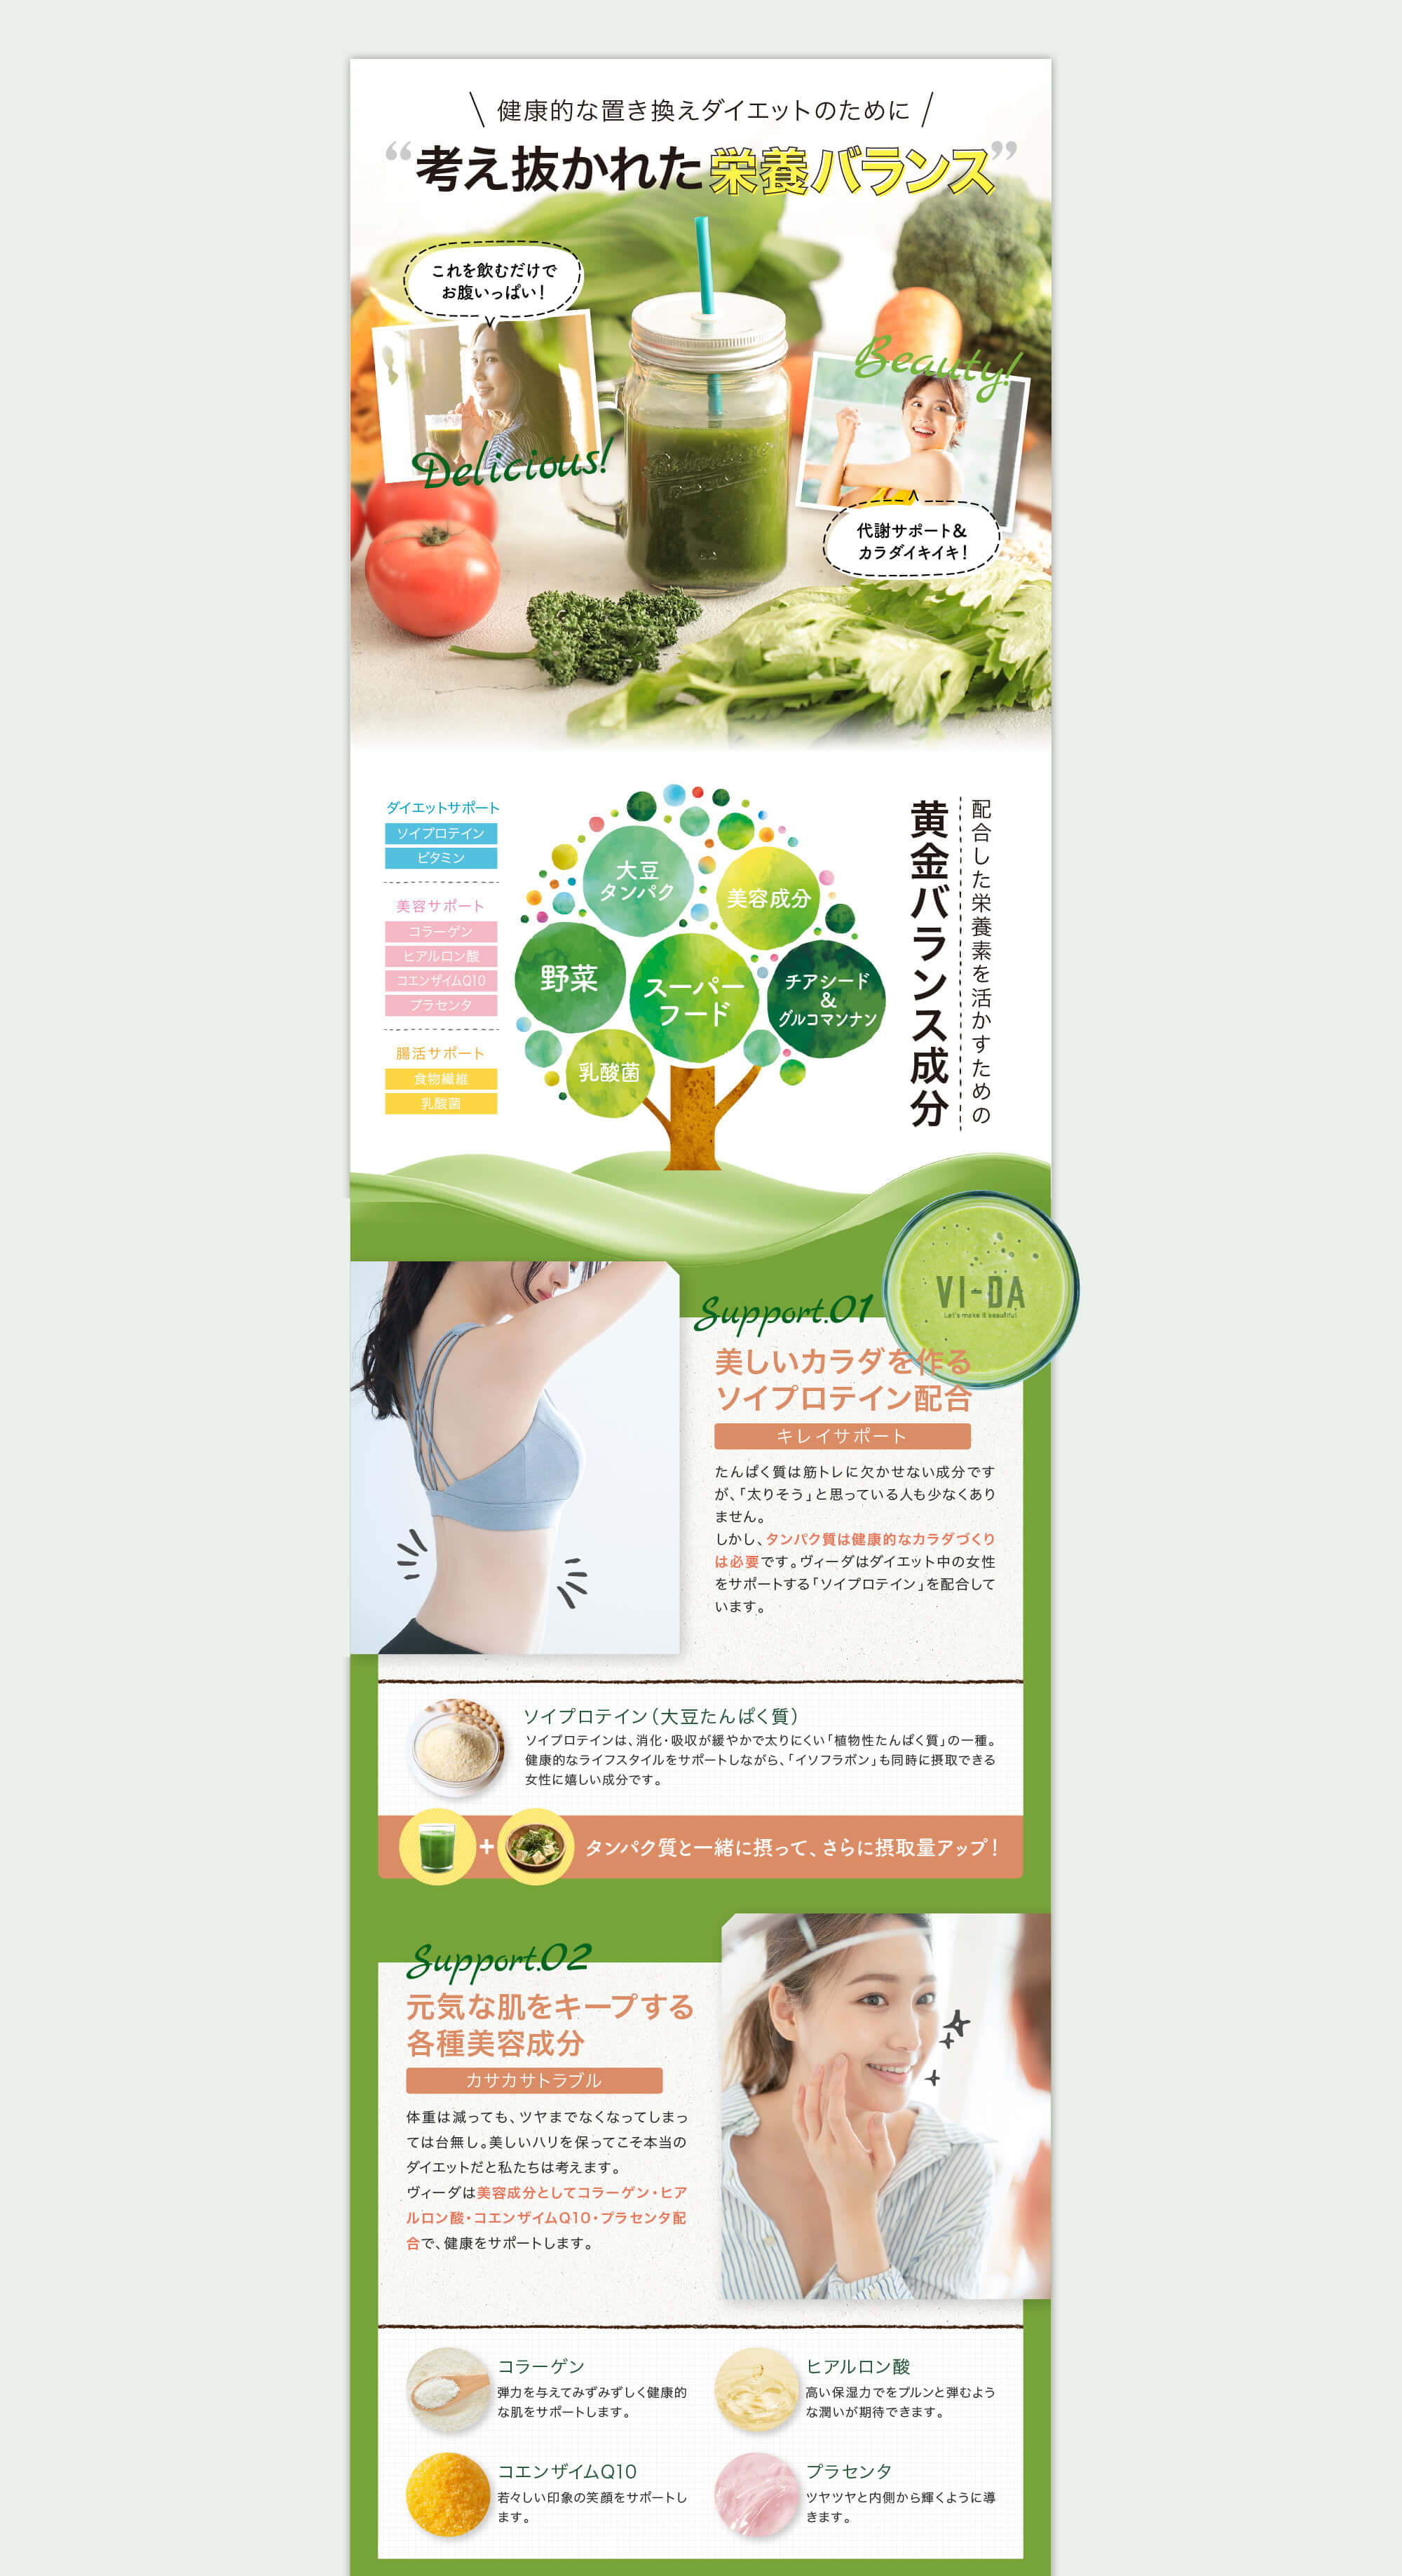 健康的な置き換えダイエットのために
“考え抜かれた栄養バランス”
これを飲むだけで
お腹いっぱい!
Delicious!
Beauty!
代謝サポート&
カラダイキイキ!
配合した栄養素を活かすための
黄金バランス成分
ダイエットサポート
ソイプロテイン
ビタミン
美容サポート
コラーゲン
ヒアルロン酸
コエンザイムQ10
プラセンタ
腸活サポート
食物繊維
乳酸菌
大豆
タンパク
美容成分
野菜
スーパー
フード
チアシード
&
グルコマンナン
乳酸菌
VI-DA
Let's make it beautiful
Support.01
美しいカラダを作る
ソイプロテイン配合
キレイサポート
たんぱく質は筋トレに欠かせない成分です
が、「太りそう」と思っている人も少なくあり
ません。
しかし、タンパク質は健康的なカラダづくり
は必要です。ヴィーダはダイエット中の女性
をサポートする「ソイプロテイン」を配合して
います。
ソイプロテイン(大豆たんぱく質)
ソイプロテインは、消化・吸収が緩やかで太りにくい「植物性たんぱく質」の一種。
健康的なライフスタイルをサポートしながら、「イソフラボン」も同時に摂取できる
女性に嬉しい成分です。
+
タンパク質と一緒に摂って、さらに摂取量アップ!
Support.02
元気な肌をキープする
各種美容成分
カサカサトラブル
体重は減っても、ツヤまでなくなってしまっ
ては台無し。美しいハリを保ってこそ本当の
ダイエットだと私たちは考えます。
ヴィーダは美容成分としてコラーゲン・ヒア
ルロン酸・コエンザイムQ10・プラセンタ配
合で、健康をサポートします。
コラーゲン
弾力を与えてみずみずしく健康的
な肌をサポートします。
ヒアルロン酸
高い保湿力でをプルンと弾むよう
な潤いが期待できます。
コエンザイムQ10
若々しい印象の笑顔をサポートし
ます。
プラセンタ
ツヤツヤと内側から輝くように導
きます。